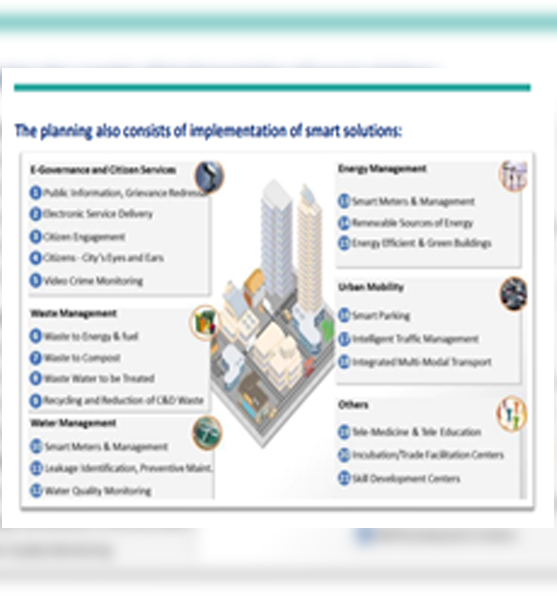 The planning also consists of implementation of smart solutions:
E-Governance and Citizen Services
1 Public Information, Grievance Redressal
2 Electronic Service Delivery
3 Citizen Engagement
4 Citizens - City's Eyes and Ears
5 Video Crime Monitoring
Waste Management
6 Waste to Energy & fuel
7 Waste to Compost
8 Waste Water to be Treated
9 Recycling and Reduction of C&D Waste
Water Management
10 Smart Meters & Management
11 Leakage Identification, Preventive Maint.
12 Water Quality Monitoring
Energy Management
13 Smart Meters & Management
14 Renewable Sources of Energy
15 Energy Efficient & Green Buildings
Urban Mobility
16 Smart Parking
17 Intelligent Traffic Management
18 Integrated Multi-Modal Transport
Others
19 Tele-Medicine & Tele Education
20 Incubation/Trade Facilitation Centers
21 Skill Development Centers